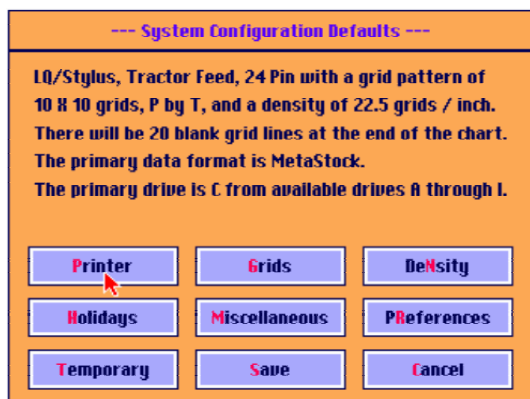 --- System Configuration Defaults ---
LQ/Stylus, Tractor Feed, 24 Pin with a grid pattern of
10 X 10 grids, P by T, and a density of 22.5 grids / inch.
There will be 20 blank grid lines at the end of the chart.
The primary data format is MetaStock.
The primary drive is C from available drives A through I.
Printer Grids DeNsity
Holidays Miscellaneous PReferences
Temporary Save Cancel